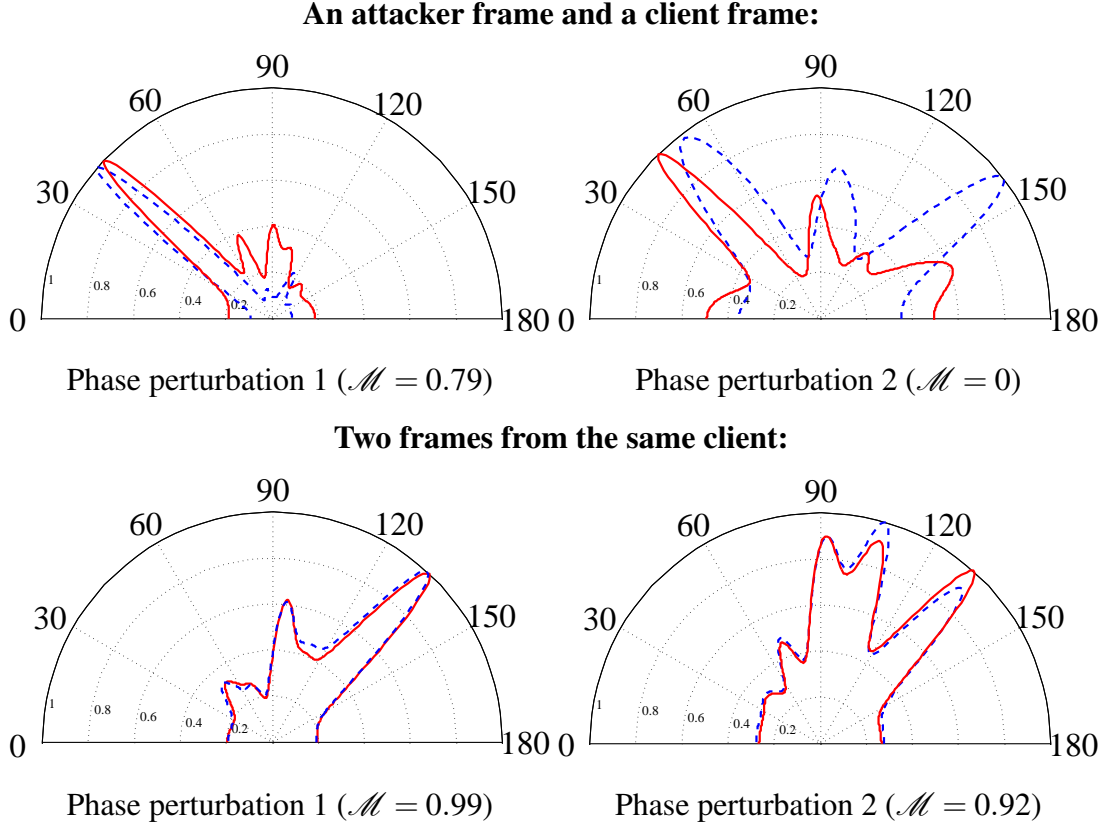 An attacker frame and a client frame:
90
60 120
30 150
1 0.8 0.6 0.4 0.2
0 180
90
60 120
30 150
1 0.8 0.6 0.4 0.2
0 180
Phase perturbation 1 (ℳ = 0.79)
Phase perturbation 2 (ℳ = 0)
Two frames from the same client:
90
60 120
30 150
1 0.8 0.6 0.4 0.2
0 180
90
60 120
30 150
1 0.8 0.6 0.4 0.2
0 180
Phase perturbation 1 (ℳ = 0.99)
Phase perturbation 2 (ℳ = 0.92)